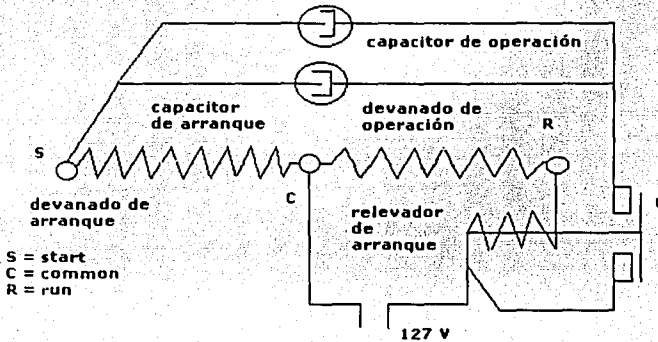 capacitor de operación
capacitor
de arranque
devanado de
operación
R
S
C
devanado de
arranque
relevador
de
arranque
S = start
C = common
R = run
127 V